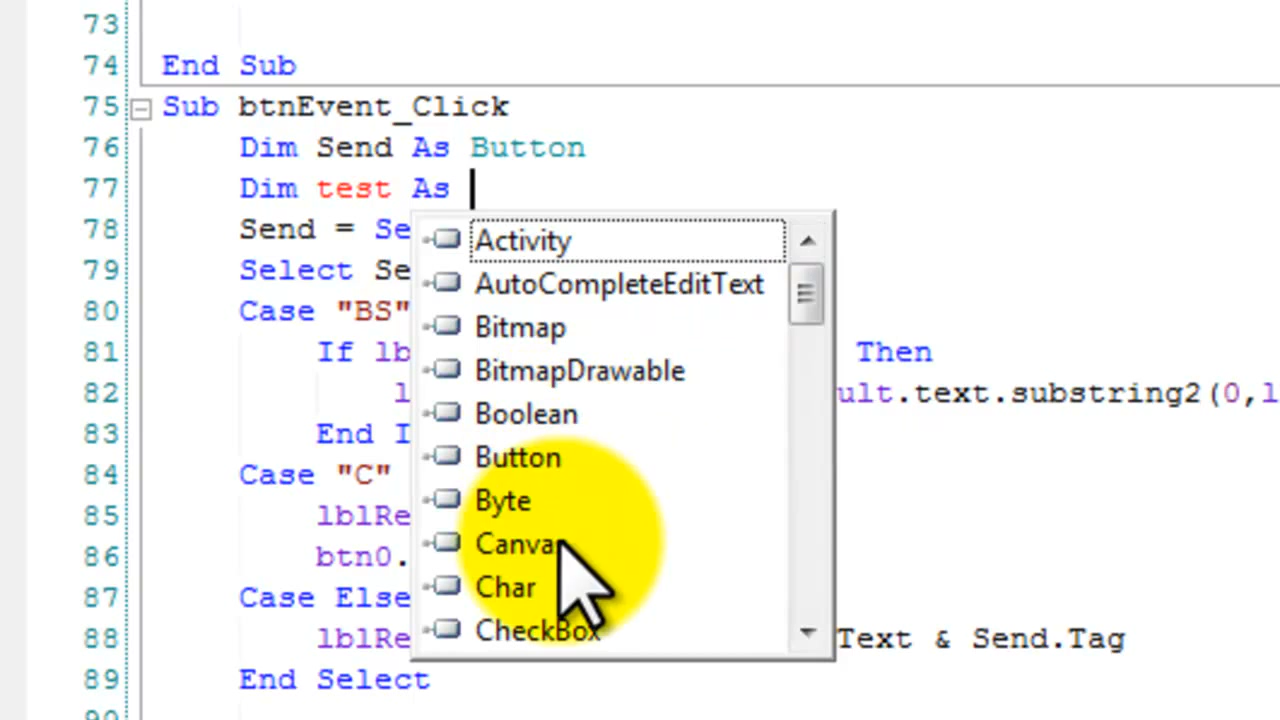 73
74 End Sub
75 Sub btnEvent_Click
76 Dim Send As Button
77 Dim test As
78 Send = Se
79 Select Se
80 Case "BS"
81 If lb Then
82 l ult.text.substring2(0,l
83 End I
84 Case "C"
85 lblRe
86 btn0.
87 Case Else
88 lblRe Text & Send.Tag
89 End Select
90
Activity
AutoCompleteEditText
Bitmap
BitmapDrawable
Boolean
Button
Byte
Canvas
Char
CheckBox